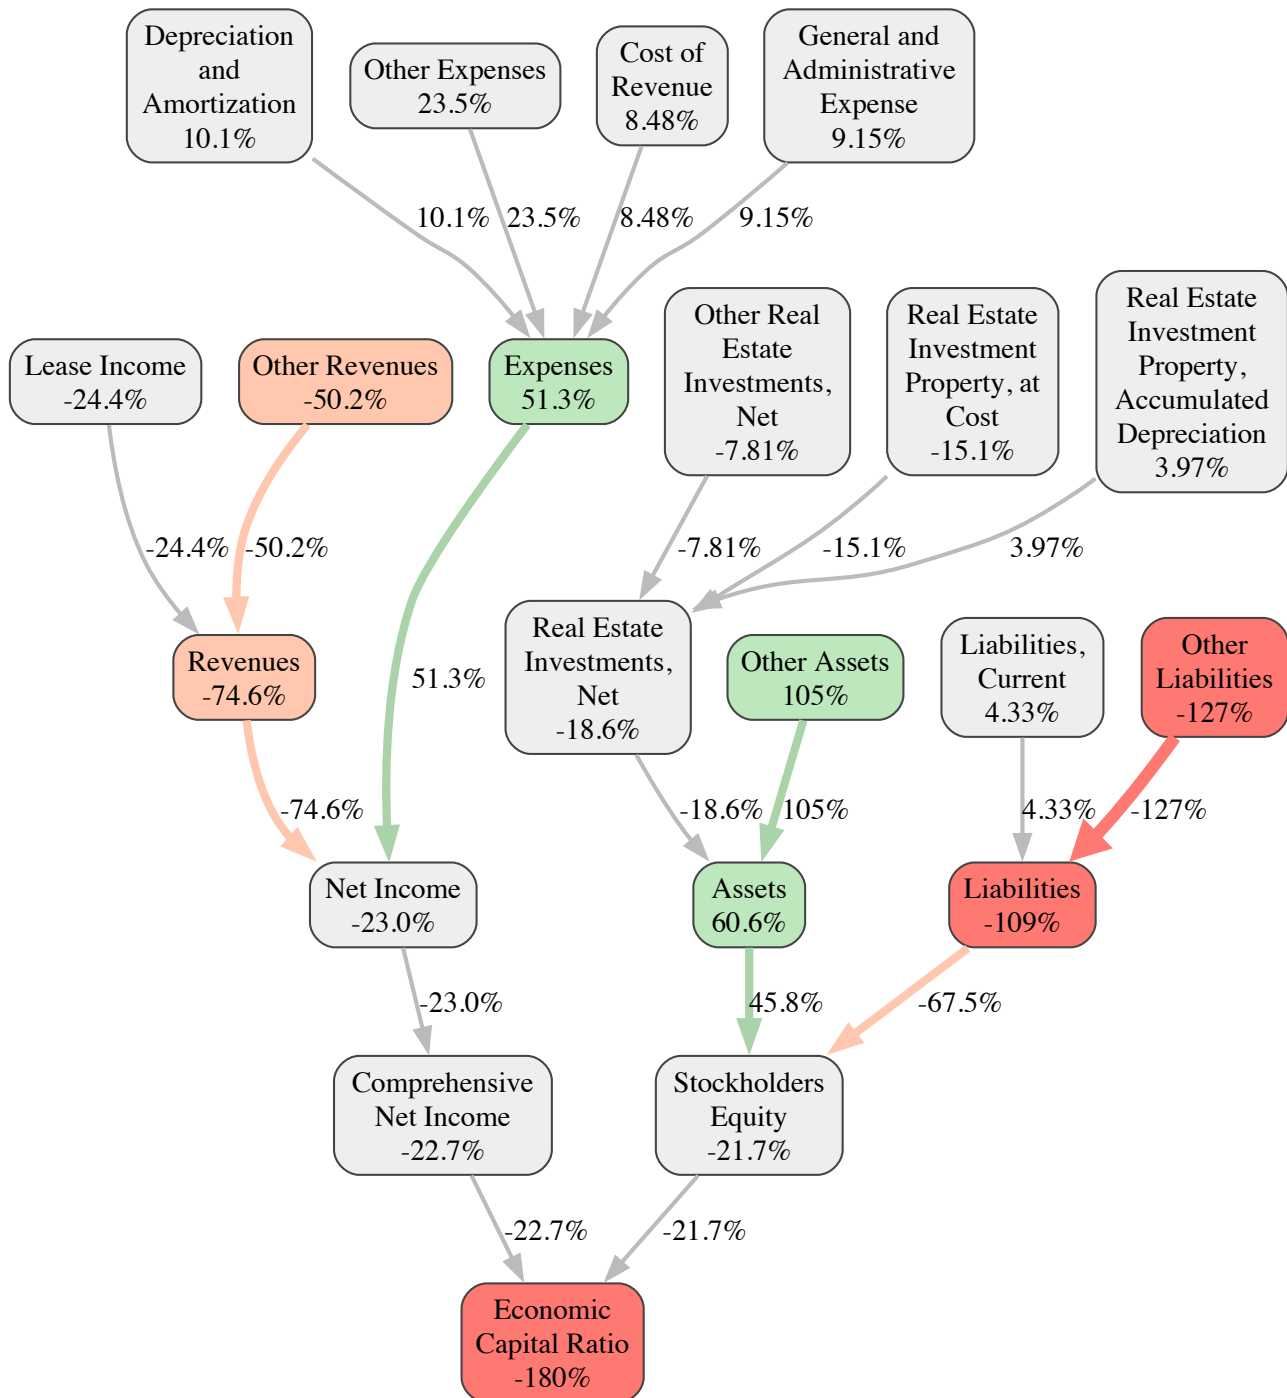 Depreciation
and
Amortization
10.1%
Other Expenses
23.5%
Cost of
Revenue
8.48%
General and
Administrative
Expense
9.15%
10.1%
23.5%
8.48%
9.15%
Lease Income
-24.4%
Other Revenues
-50.2%
Expenses
51.3%
Other Real
Estate
Investments,
Net
-7.81%
Real Estate
Investment
Property, at
Cost
-15.1%
Real Estate
Investment
Property,
Accumulated
Depreciation
3.97%
-24.4%
-50.2%
-7.81%
-15.1%
3.97%
Revenues
-74.6%
51.3%
Real Estate
Investments,
Net
-18.6%
Other Assets
105%
Liabilities,
Current
4.33%
Other
Liabilities
-127%
-74.6%
-18.6%
105%
4.33%
-127%
Net Income
-23.0%
Assets
60.6%
Liabilities
-109%
-23.0%
45.8%
-67.5%
Comprehensive
Net Income
-22.7%
Stockholders
Equity
-21.7%
-22.7%
-21.7%
Economic
Capital Ratio
-180%